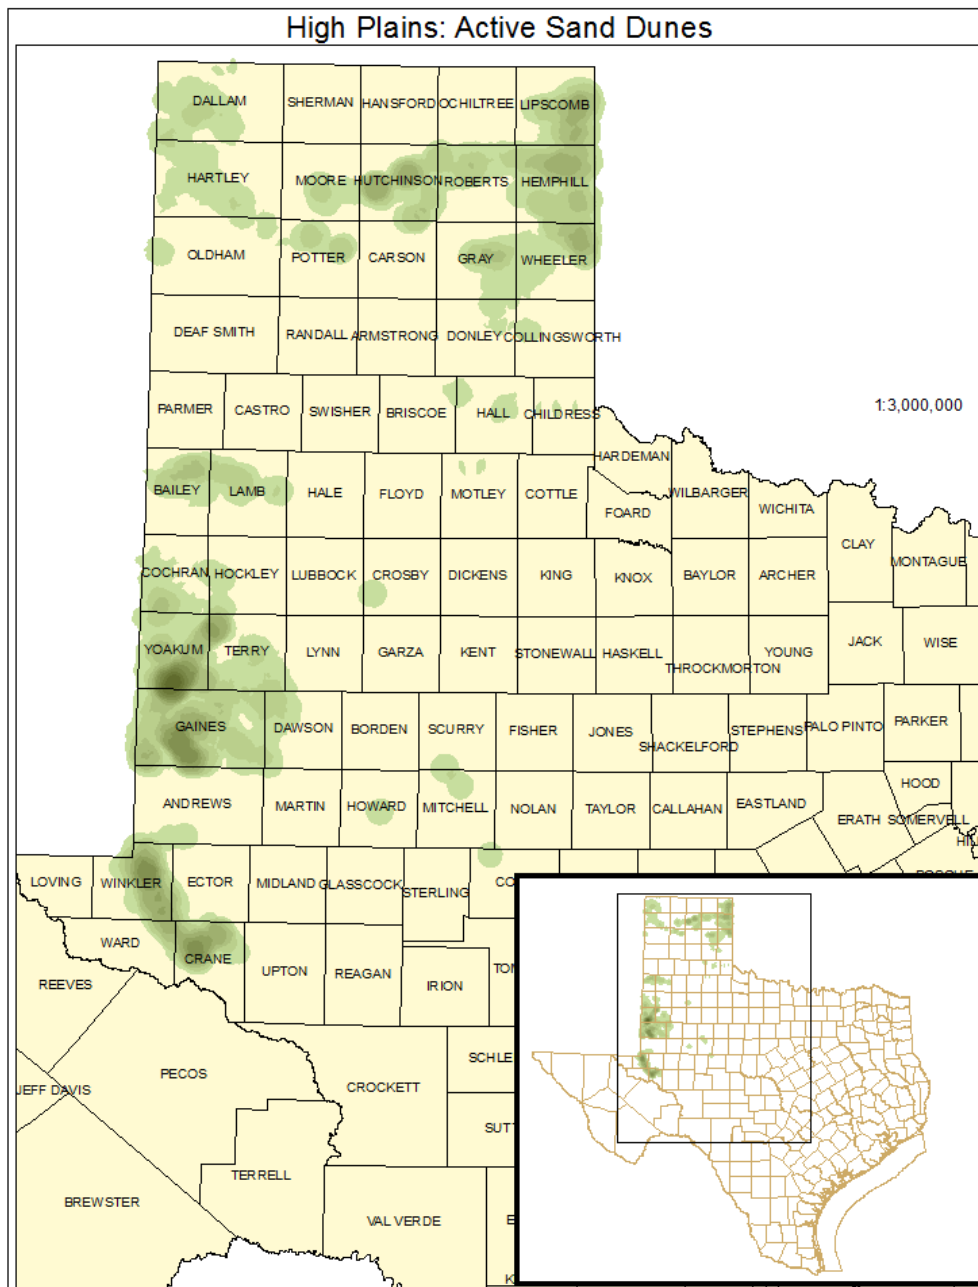 High Plains: Active Sand Dunes
DALLAM SHERMAN HANSFORD OCHILTREE LIPSCOMB
HARTLEY MOORE HUTCHINSON ROBERTS HEMPHILL
OLDHAM POTTER CARSON GRAY WHEELER
DEAF SMITH RANDALL ARMSTRONG DONLEY COLLINGSWORTH
PARMER CASTRO SWISHER BRISCOE HALL CHILDRESS
1:3,000,000
HARDEMAN
BAILEY LAMB HALE FLOYD MOTLEY COTTLE WILBARGER
FOARD WICHITA
CLAY
MONTAGUE
COCHRAN HOCKLEY LUBBOCK CROSBY DICKENS KING KNOX BAYLOR ARCHER
YOAKUM TERRY LYNN GARZA KENT STONEWALL HASKELL THROCKMORTON YOUNG JACK WISE
GAINES DAWSON BORDEN SCURRY FISHER JONES SHACKELFORD STEPHENS PALO PINTO PARKER
HOOD
ANDREWS MARTIN HOWARD MITCHELL NOLAN TAYLOR CALLAHAN EASTLAND
ERATH SOMERVELL
HIL
LOVING WINKLER ECTOR MIDLAND GLASSCOCK STERLING CO
WARD CRANE UPTON REAGAN IRION TON
REEVES
PECOS
SCHLE
JEFF DAVIS
CROCKETT
SUTT
TERRELL
BREWSTER
VAL VERDE